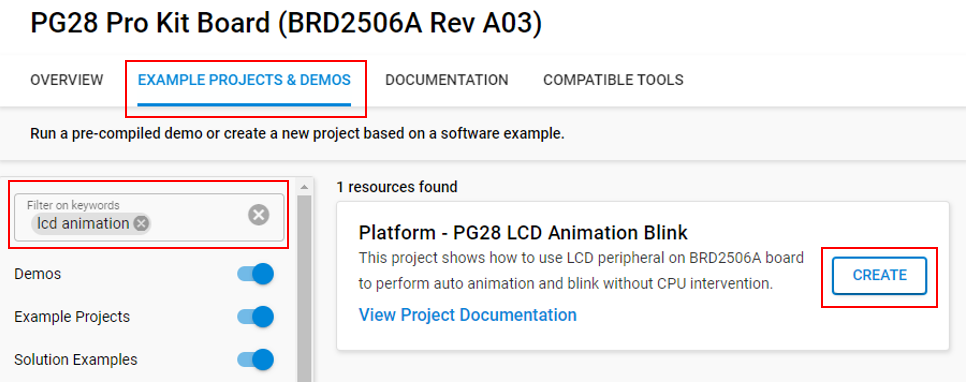 PG28 Pro Kit Board (BRD2506A Rev A03)
OVERVIEW
EXAMPLE PROJECTS & DEMOS
DOCUMENTATION
COMPATIBLE TOOLS
Run a pre-compiled demo or create a new project based on a software example.
Filter on keywords
lcd animation
Demos
Example Projects
Solution Examples
1 resources found
Platform - PG28 LCD Animation Blink
This project shows how to use LCD peripheral on BRD2506A board
to perform auto animation and blink without CPU intervention.
View Project Documentation
CREATE